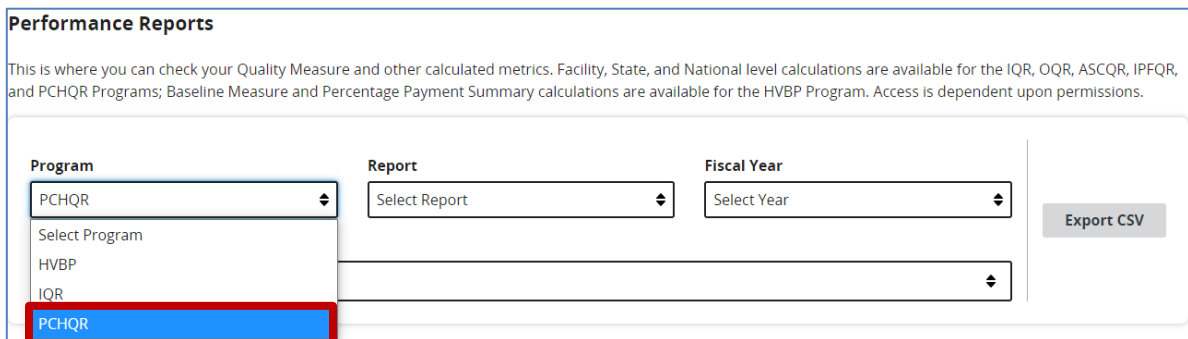 Performance Reports
This is where you can check your Quality Measure and other calculated metrics. Facility, State, and National level calculations are available for the IQR, OQR, ASCQR, IPFQR,
and PCHQR Programs; Baseline Measure and Percentage Payment Summary calculations are available for the HVBP Program. Access is dependent upon permissions.
Program Report Fiscal Year
PCHQR Select Report Select Year
Export CSV
Select Program
HVBP
IQR
PCHQR